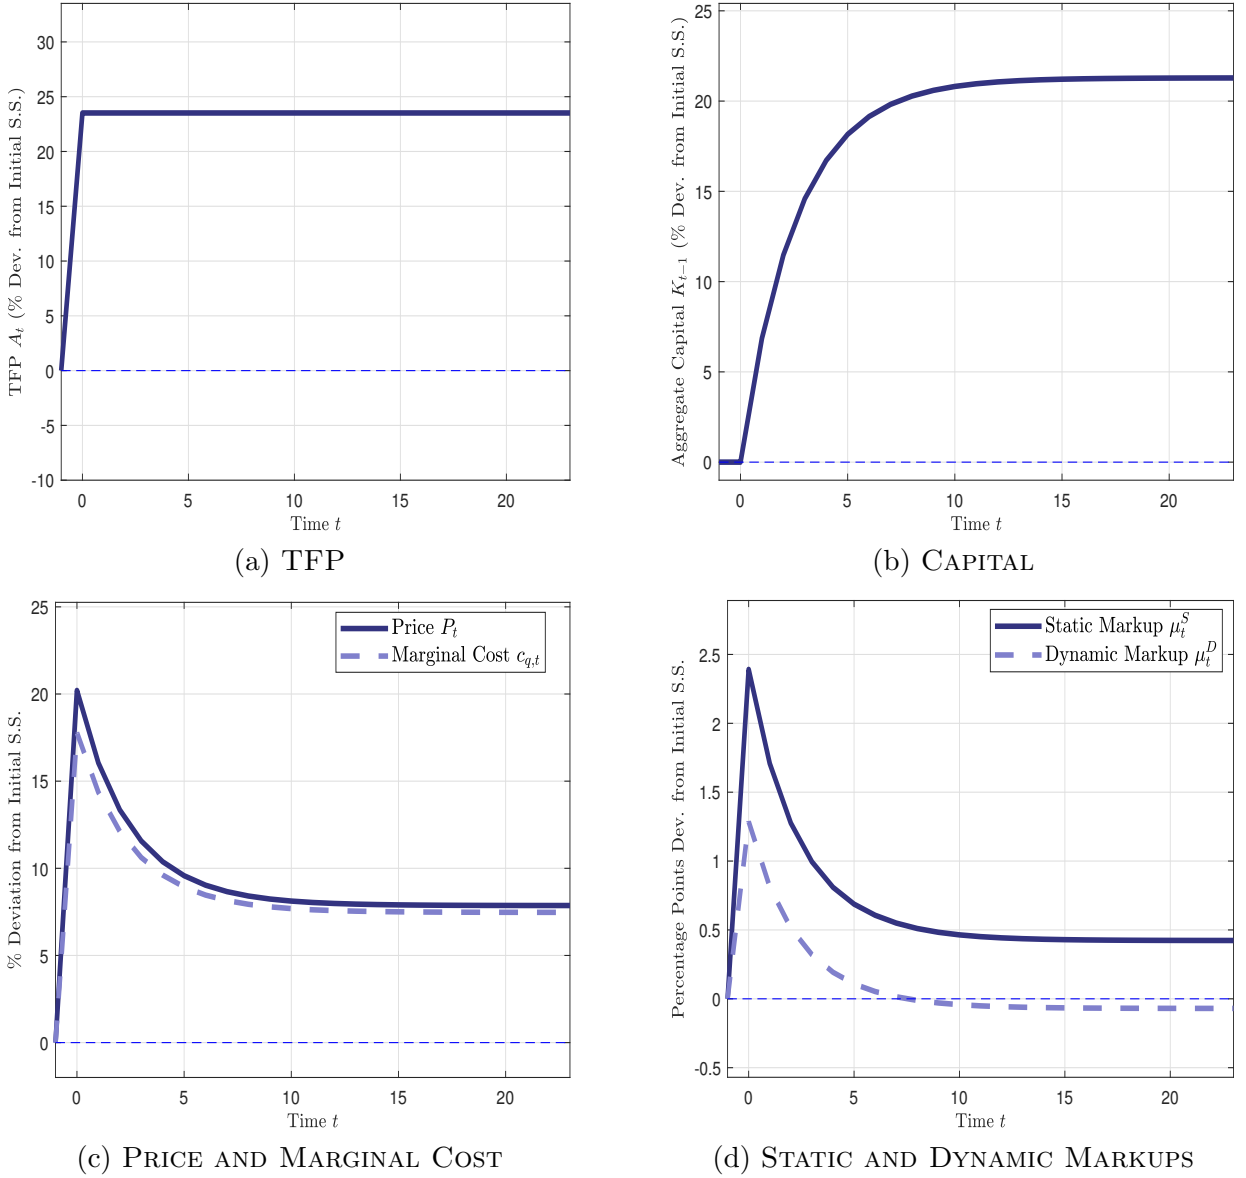 TFP A_t (% Dev. from Initial S.S.)
30
25
20
15
10
5
0
-5
-10
0 5 10 15 20
Time t
(a) TFP
Aggregate Capital K_{t−1} (% Dev. from Initial S.S.)
25
20
15
10
5
0
0 5 10 15 20
Time t
(b) CAPITAL
% Deviation from Initial S.S.
25
20
15
10
5
0
Price P_t
Marginal Cost c_{q,t}
0 5 10 15 20
Time t
(c) PRICE AND MARGINAL COST
Percentage Points Dev. from Initial S.S.
2.5
2
1.5
1
0.5
0
-0.5
Static Markup μ_t^S
Dynamic Markup μ_t^D
0 5 10 15 20
Time t
(d) STATIC AND DYNAMIC MARKUPS